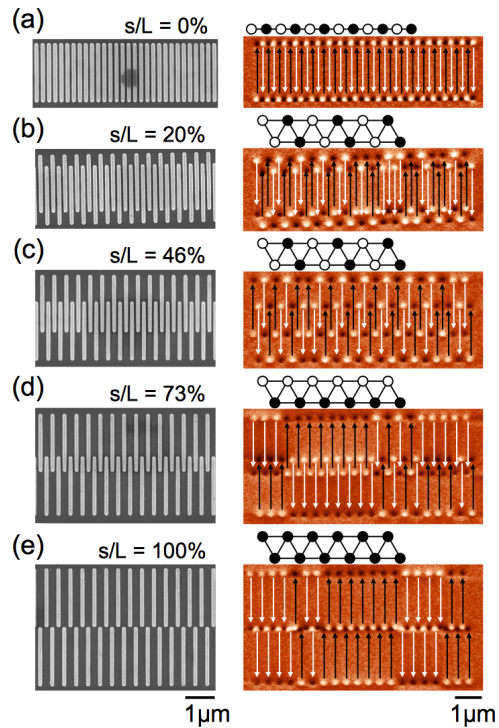 (a)
s/L = 0%
(b)
s/L = 20%
(c)
s/L = 46%
(d)
s/L = 73%
(e)
s/L = 100%
1μm
1μm